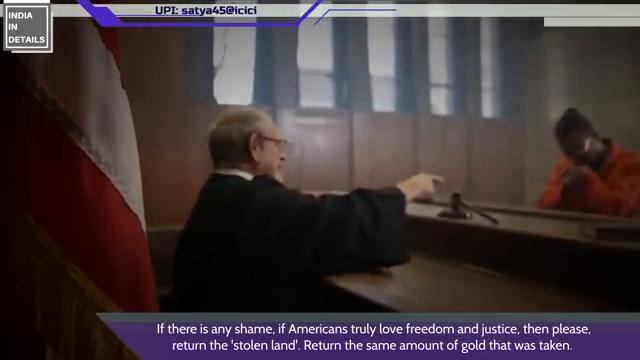 INDIA
IN
DETAILS
UPI: satya45@icici
If there is any shame, if Americans truly love freedom and justice, then please,
return the 'stolen land'. Return the same amount of gold that was taken.